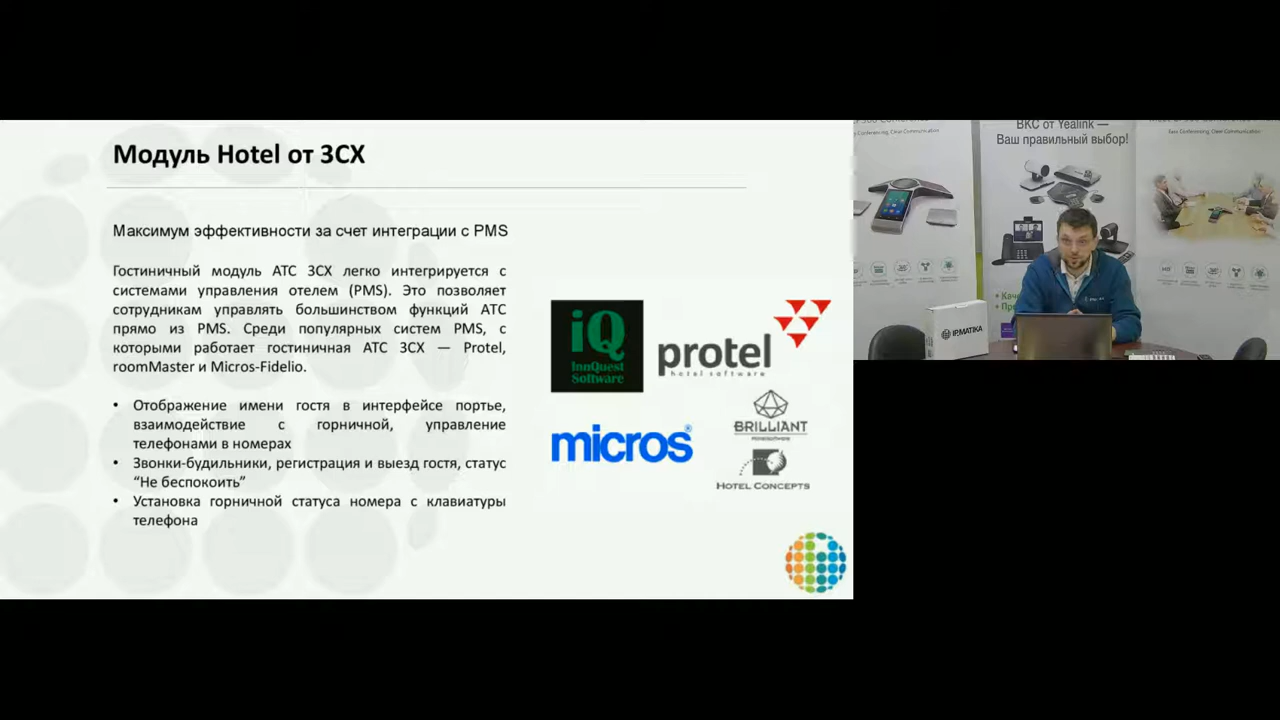 Модуль Hotel от 3CX
Максимум эффективности за счет интеграции с PMS
Гостиничный модуль АТС 3CX легко интегрируется с
системами управления отелем (PMS). Это позволяет
сотрудникам управлять большинством функций АТС
прямо из PMS. Среди популярных систем PMS, с
которыми работает гостиничная АТС 3CX — Protel,
roomMaster и Micros-Fidelio.
• Отображение имени гостя в интерфейсе портье,
взаимодействие с горничной, управление
телефонами в номерах
• Звонки-будильники, регистрация и выезд гостя, статус
“Не беспокоить”
• Установка горничной статуса номера с клавиатуры
телефона
iQ
InnQuest
Software
protel
hotel software
micros®
BRILLIANT
HOTEL CONCEPTS
ВКС от Yealink —
Ваш правильный выбор!
Easy Conferencing, Clear Communication
IPMATIKA